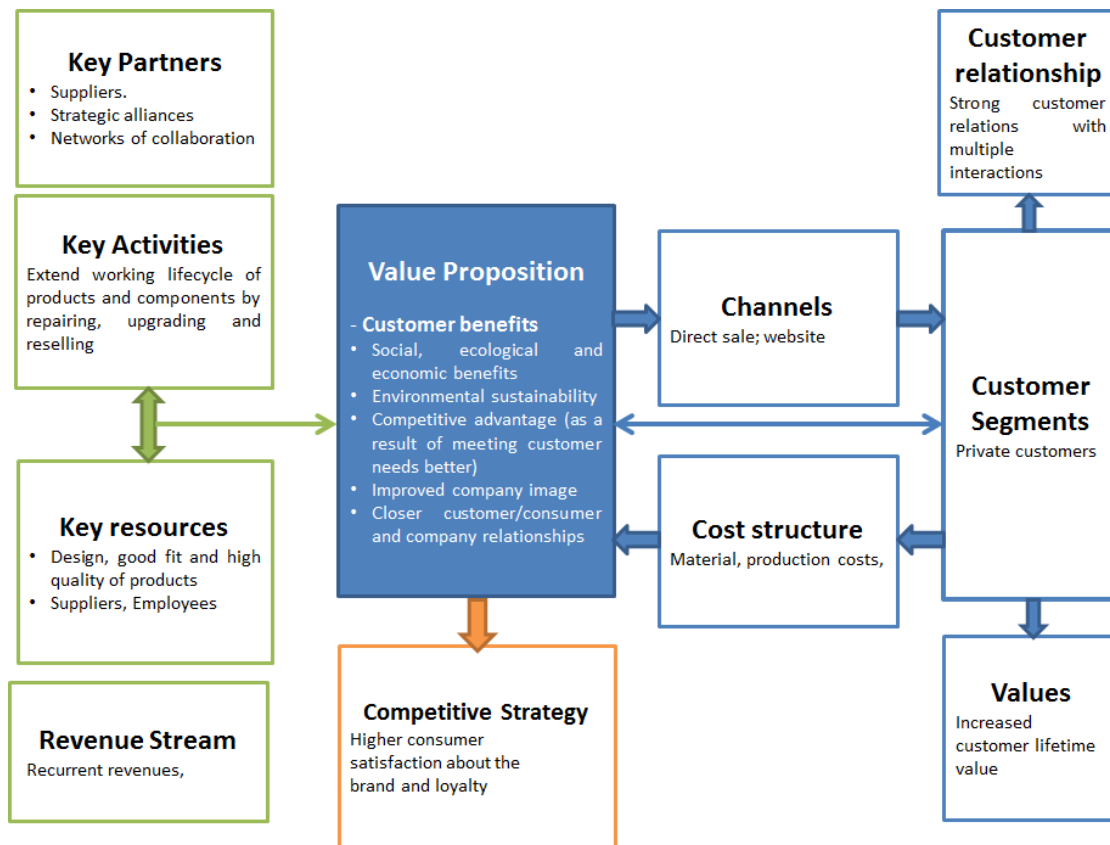 Key Partners
• Suppliers.
• Strategic alliances
• Networks of collaboration
Key Activities
Extend working lifecycle of
products and components by
repairing, upgrading and
reselling
Key resources
• Design, good fit and high
quality of products
• Suppliers, Employees
Revenue Stream
Recurrent revenues,
Value Proposition
- Customer benefits
• Social, ecological and
economic benefits
• Environmental sustainability
• Competitive advantage (as a
result of meeting customer
needs better)
• Improved company image
• Closer customer/consumer
and company relationships
Competitive Strategy
Higher consumer
satisfaction about the
brand and loyalty
Channels
Direct sale; website
Cost structure
Material, production costs,
Customer
relationship
Strong customer
relations with
multiple
interactions
Customer
Segments
Private customers
Values
Increased
customer lifetime
value